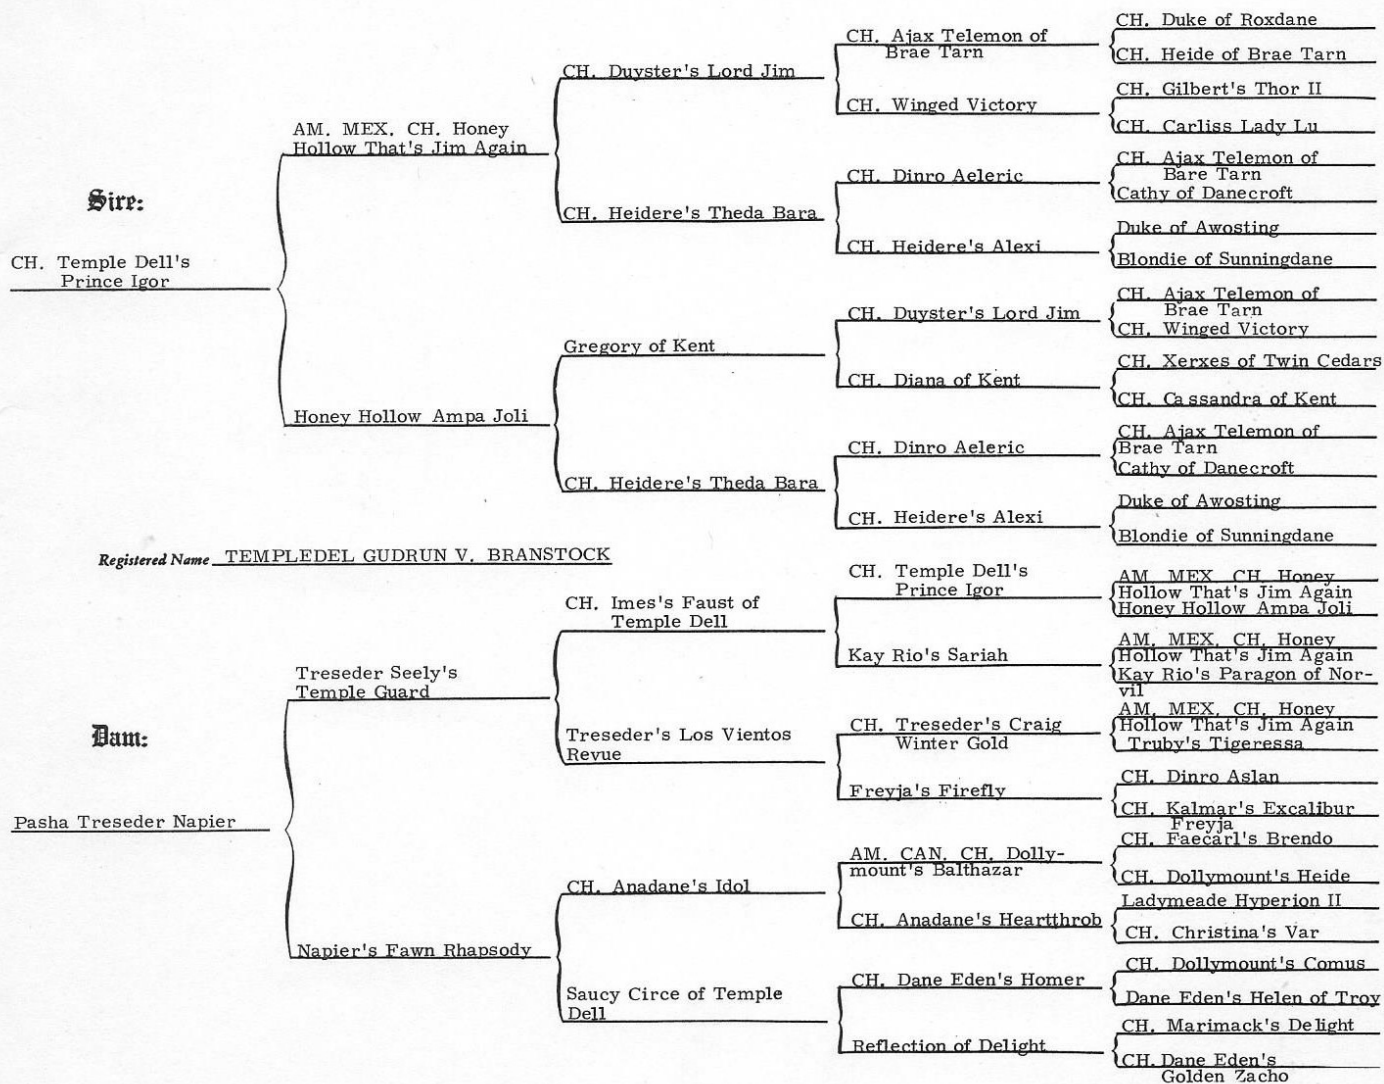 Sire:
CH. Temple Dell's
Prince Igor
AM. MEX. CH. Honey
Hollow That's Jim Again
Honey Hollow Ampa Joli
CH. Duyster's Lord Jim
CH. Heidere's Theda Bara
Gregory of Kent
CH. Heidere's Theda Bara
CH. Ajax Telemon of
Brae Tarn
CH. Winged Victory
CH. Dinro Aeleric
CH. Heidere's Alexi
CH. Duyster's Lord Jim
CH. Diana of Kent
CH. Dinro Aeleric
CH. Heidere's Alexi
CH. Duke of Roxdane
CH. Heide of Brae Tarn
CH. Gilbert's Thor II
CH. Carliss Lady Lu
CH. Ajax Telemon of
Bare Tarn
Cathy of Danecroft
Duke of Awosting
Blondie of Sunningdane
CH. Ajax Telemon of
Brae Tarn
CH. Winged Victory
CH. Xerxes of Twin Cedars
CH. Cassandra of Kent
CH. Ajax Telemon of
Brae Tarn
Cathy of Danecroft
Duke of Awosting
Blondie of Sunningdane
Registered Name TEMPLEDEL GUDRUN V. BRANSTOCK
Dam:
Pasha Treseder Napier
Treseder Seely's
Temple Guard
Napier's Fawn Rhapsody
CH. Imes's Faust of
Temple Dell
Treseder's Los Vientos
Revue
CH. Anadane's Idol
Saucy Circe of Temple
Dell
CH. Temple Dell's
Prince Igor
Kay Rio's Sariah
CH. Treseder's Craig
Winter Gold
Freyja's Firefly
AM. CAN. CH. Dolly-
mount's Balthazar
CH. Anadane's Heartthrob
CH. Dane Eden's Homer
Reflection of Delight
AM. MEX. CH. Honey
Hollow That's Jim Again
Honey Hollow Ampa Joli
AM. MEX. CH. Honey
Hollow That's Jim Again
Kay Rio's Paragon of Nor-
vil
AM. MEX. CH. Honey
Hollow That's Jim Again
Truby's Tigeressa
CH. Dinro Aslan
CH. Kalmar's Excalibur
Freyja
CH. Faecarl's Brendo
CH. Dollymount's Heide
Ladymeade Hyperion II
CH. Christina's Var
CH. Dollymount's Comus
Dane Eden's Helen of Troy
CH. Marimack's Delight
CH. Dane Eden's
Golden Zacho